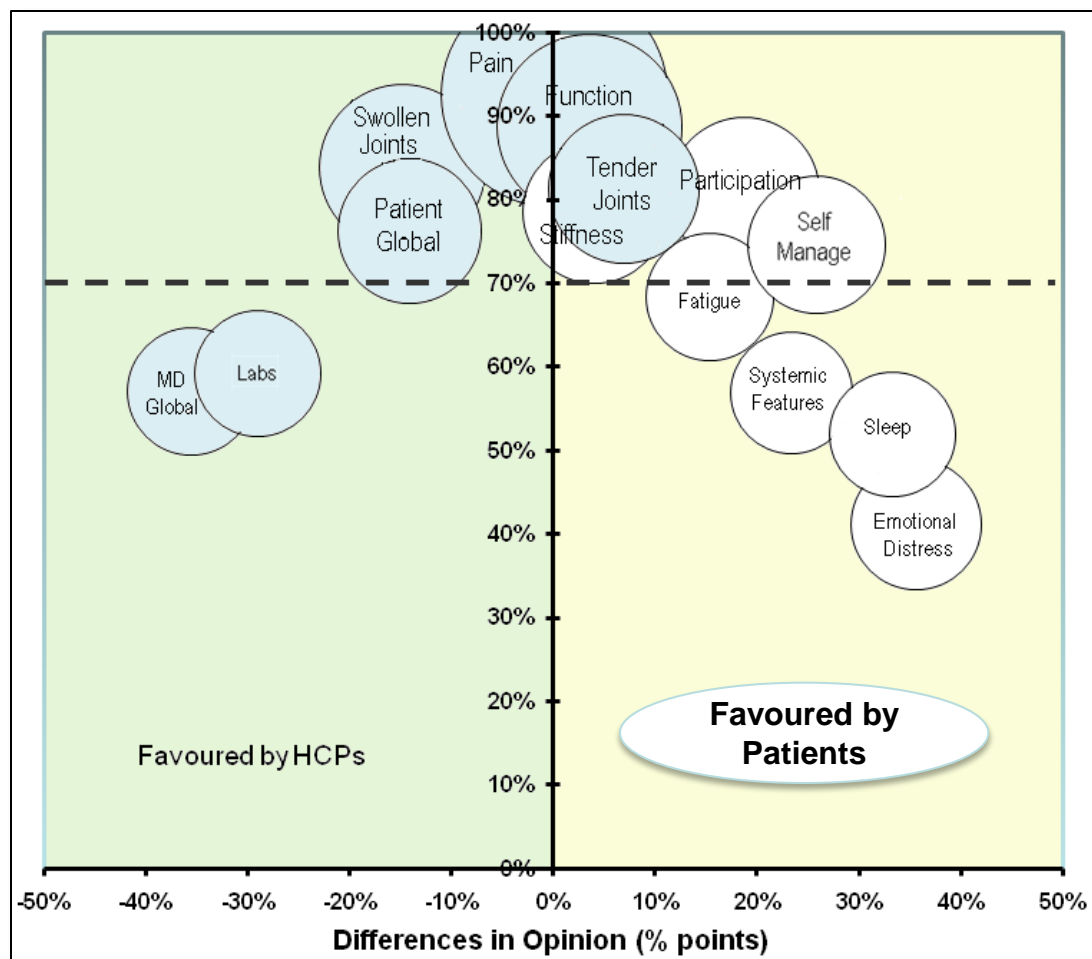 100%
Pain
Function
90%
Swollen
Joints
Tender
Joints
Participation
80%
Patient
Global
Self
Manage
Stiffness
70%
Fatigue
60%
MD
Global
Labs
Systemic
Features
Sleep
50%
40%
Emotional
Distress
30%
20%
Favoured by
Patients
Favoured by HCPs
10%
0%
-50%
-40%
-30%
-20%
-10%
0%
10%
20%
30%
40%
50%
Differences in Opinion (% points)